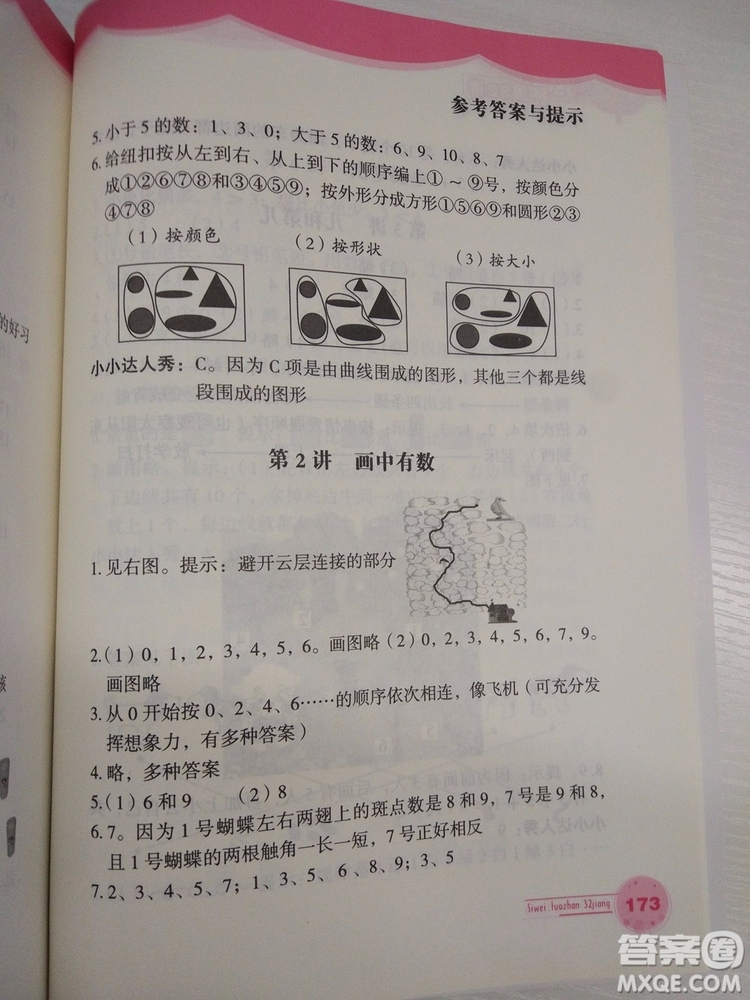 参考答案与提示
5.小于5的数：1、3、0；大于5的数：6、9、10、8、7
6.给纽扣按从左到右、从上到下的顺序编上①～⑨号，按颜色分
成①②⑥⑦⑧和③④⑤⑨；按外形分成方形①⑤⑥⑨和圆形②③
④⑦⑧
（1）按颜色 （2）按形状 （3）按大小
的好习
小小达人秀：C。因为C项是由曲线围成的图形，其他三个都是线
段围成的图形
第2讲 画中有数
1.见右图。提示：避开云层连接的部分
2.(1) 0, 1, 2, 3, 4, 5, 6。画图略 (2) 0, 2, 4, 5, 6, 7, 9。
画图略
3.从0开始按0、2、4、6……的顺序依次相连，像飞机（可充分发
挥想象力，有多种答案）
4.略，多种答案
5.(1) 6和9 (2) 8
6.7。因为1号蝴蝶左右两翅上的斑点数是8和9，7号是9和8，
且1号蝴蝶的两根触角一长一短，7号正好相反
7.2、3、4、5、7；1、3、5、6、8、9；3、5
Siwei tuozhan 32jiang 173
答案圈
MXQE.COM